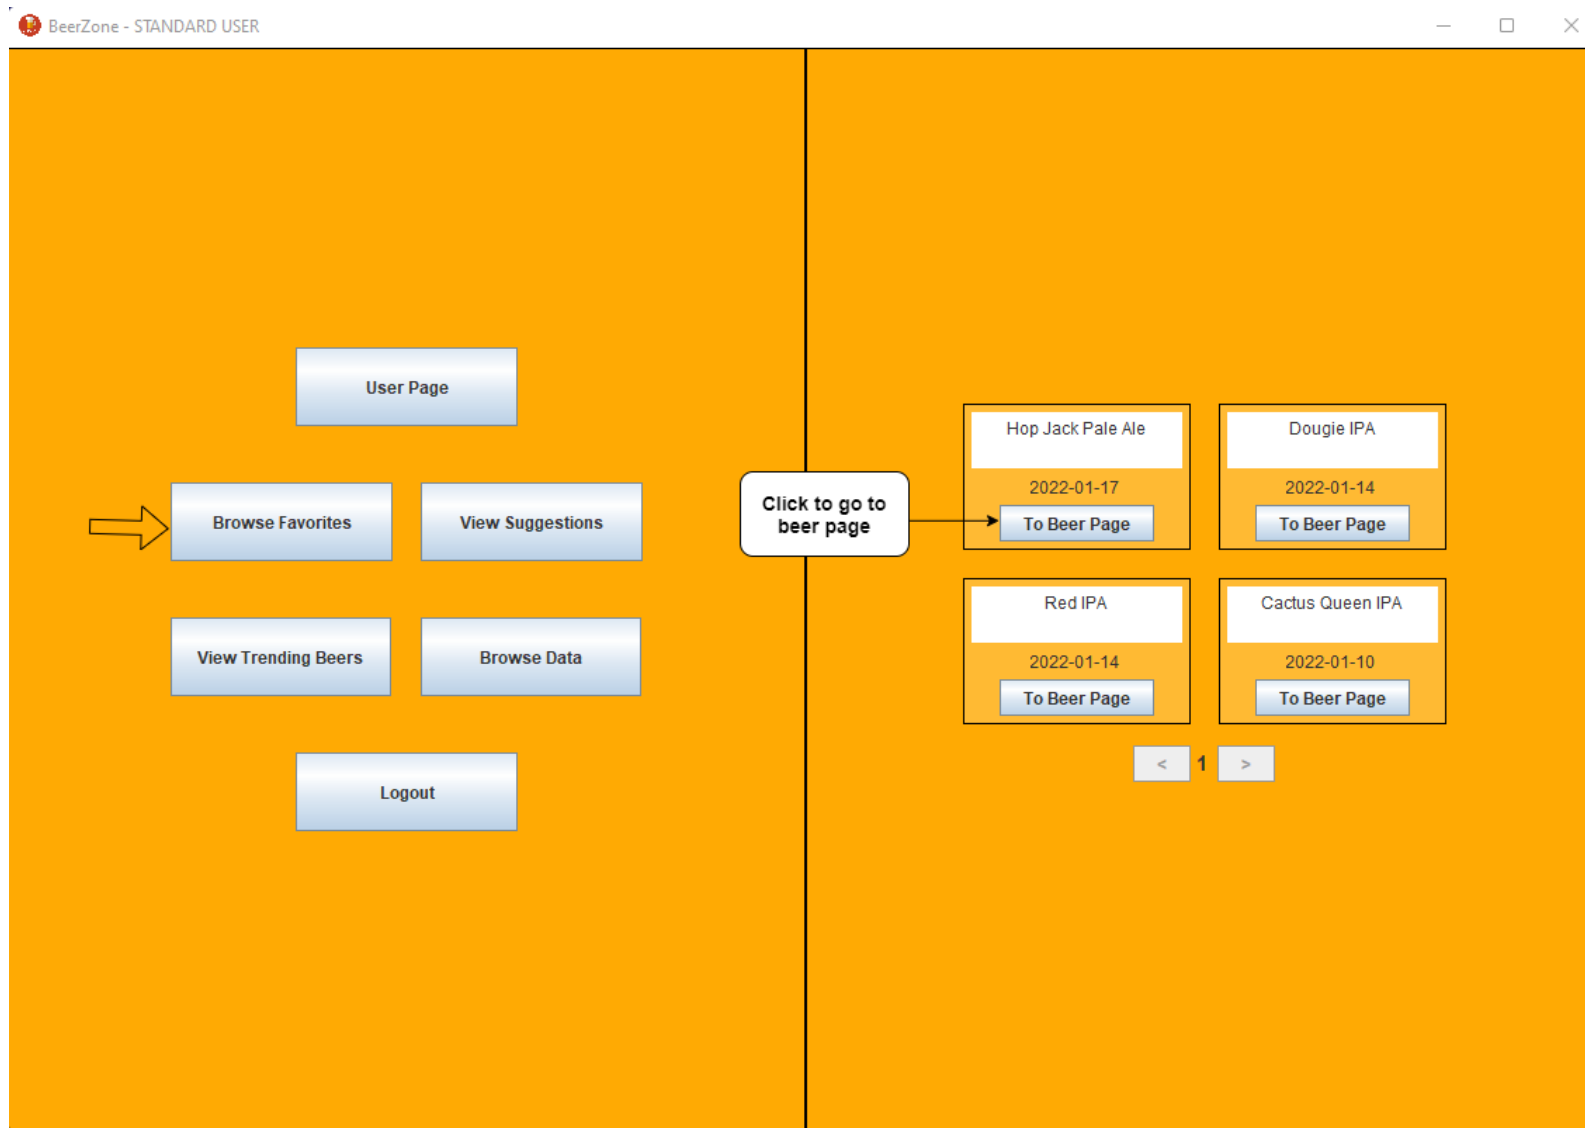 BeerZone - STANDARD USER
User Page
Browse Favorites
View Suggestions
View Trending Beers
Browse Data
Logout
Click to go to
beer page
Hop Jack Pale Ale
2022-01-17
To Beer Page
Dougie IPA
2022-01-14
To Beer Page
Red IPA
2022-01-14
To Beer Page
Cactus Queen IPA
2022-01-10
To Beer Page
< 1 >